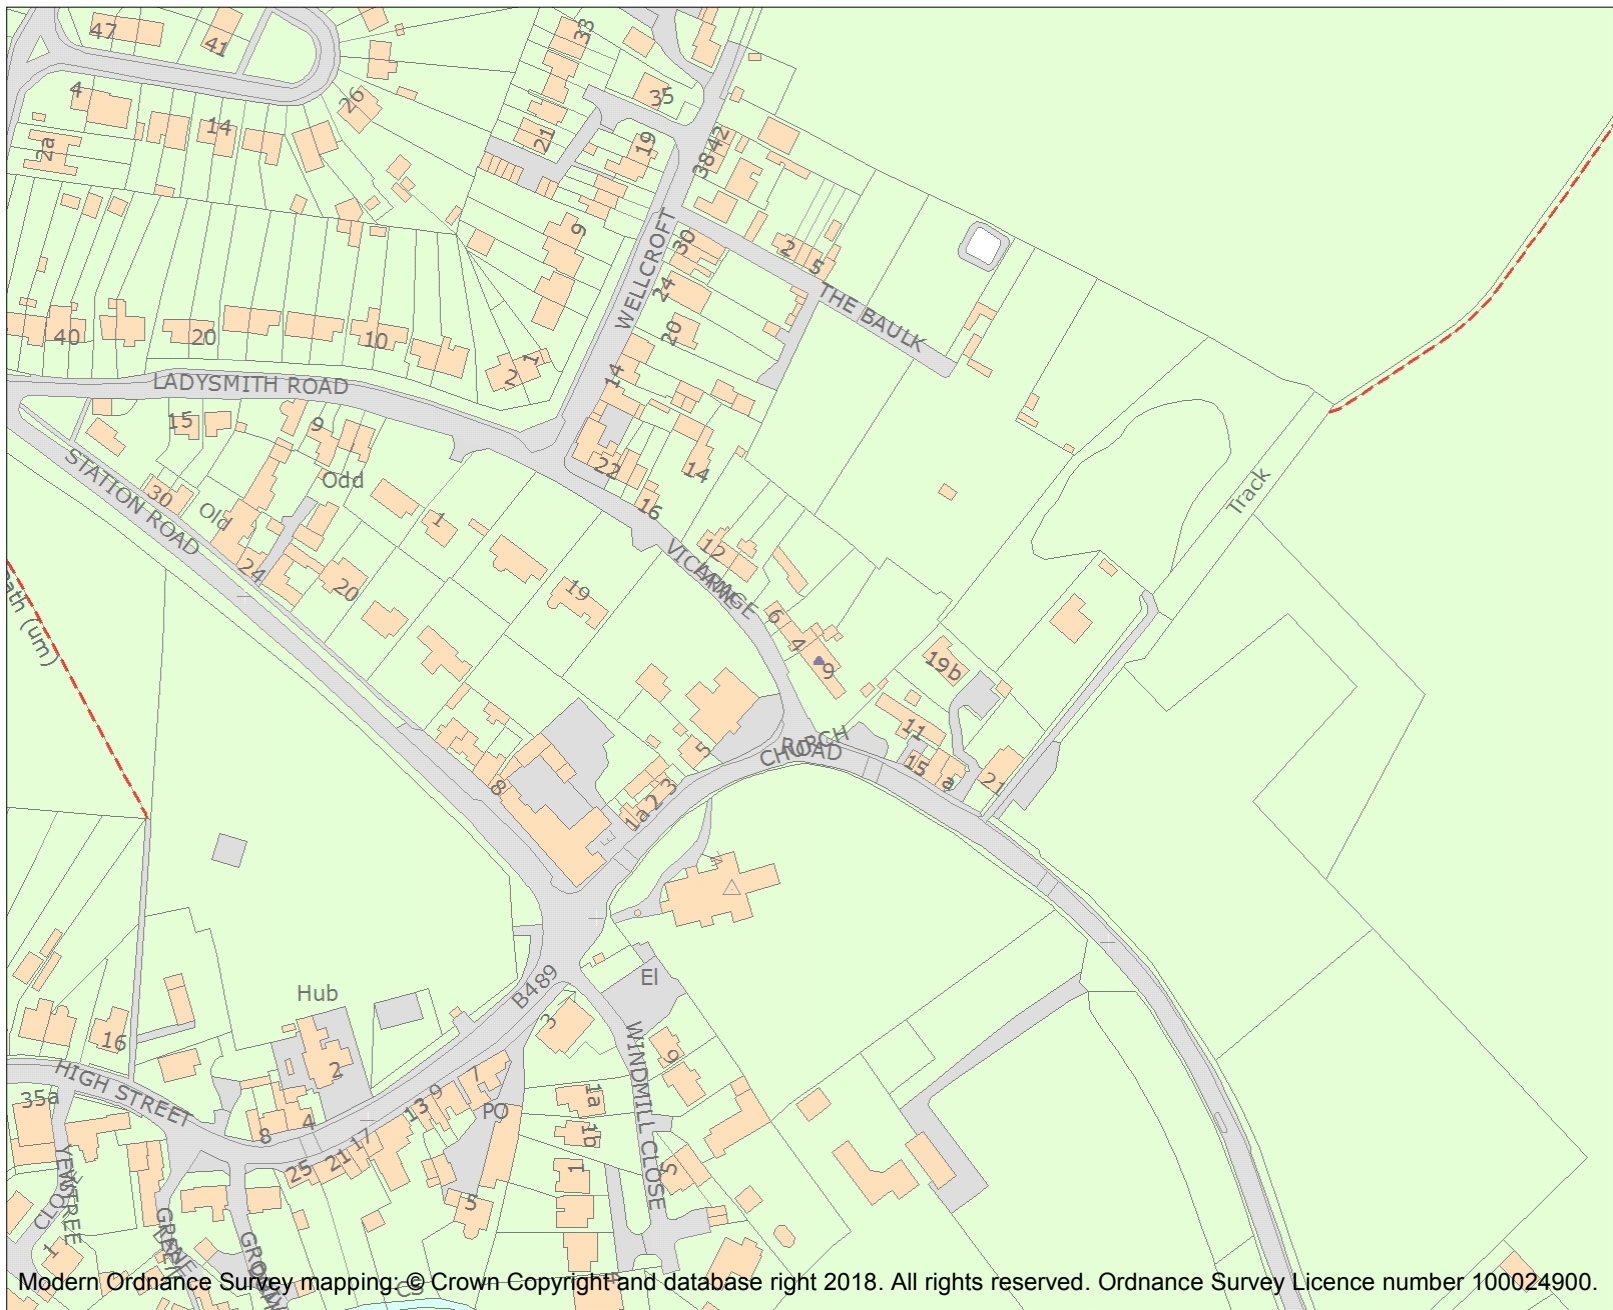 47
41
33
4
26
35
14
2a
21
19
38 42
9
WELLCROFT
30
2
5
24
THE BAULK
40
20
10
20
2
1
14
LADYSMITH ROAD
15
9
22
14
STATION ROAD
Odd
30
Old
1
16
Track
12
24
20
19
VICARAGE
6
4
9
19b
11
5
CHURCH
ROAD
15
a
21
8
1a 2 3
B489
El
Hub
3
16
2
9
HIGH STREET
WINDMILL CLOSE
35a
7
9
13
PO
1a
4
8
17
1b
21
25
1
5
5
YEWTREE
CLOSE
1
Modern Ordnance Survey mapping: © Crown Copyright and database right 2018. All rights reserved. Ordnance Survey Licence number 100024900.